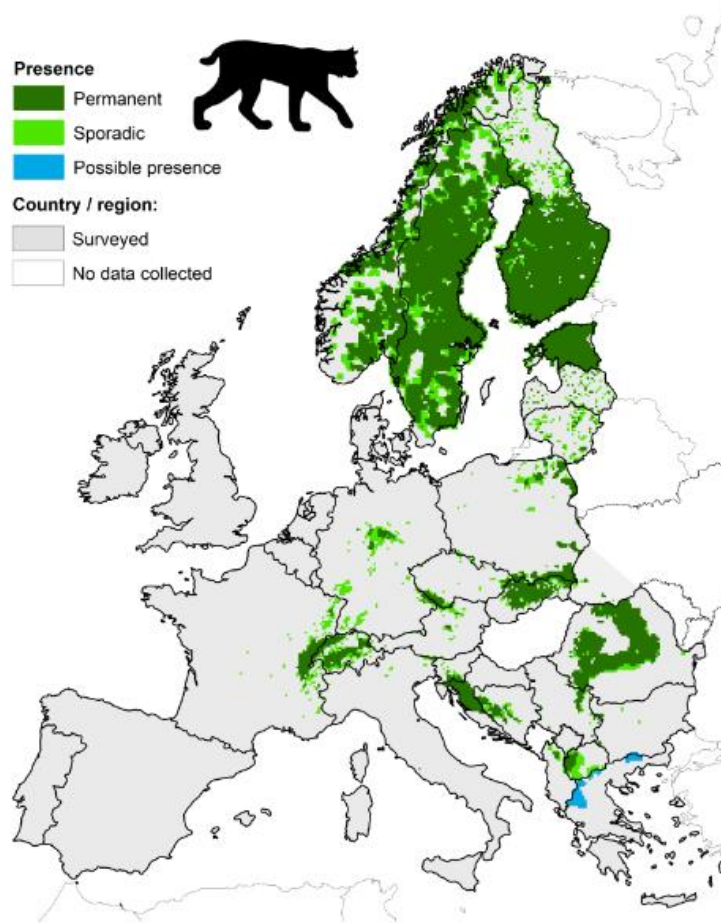 Presence
Permanent
Sporadic
Possible presence
Country / region:
Surveyed
No data collected